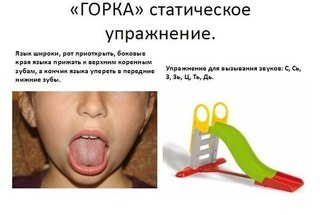 «ГОРКА» статическое
упражнение.
Язык широки, рот приоткрыть, боковые
края языка прижать к верхним коренным
зубам, а кончик языка упереть в передние
нижние зубы.
Упражнение для вызывания звуков: С, Сь,
З, Зь, Ц, Ть, Дь.